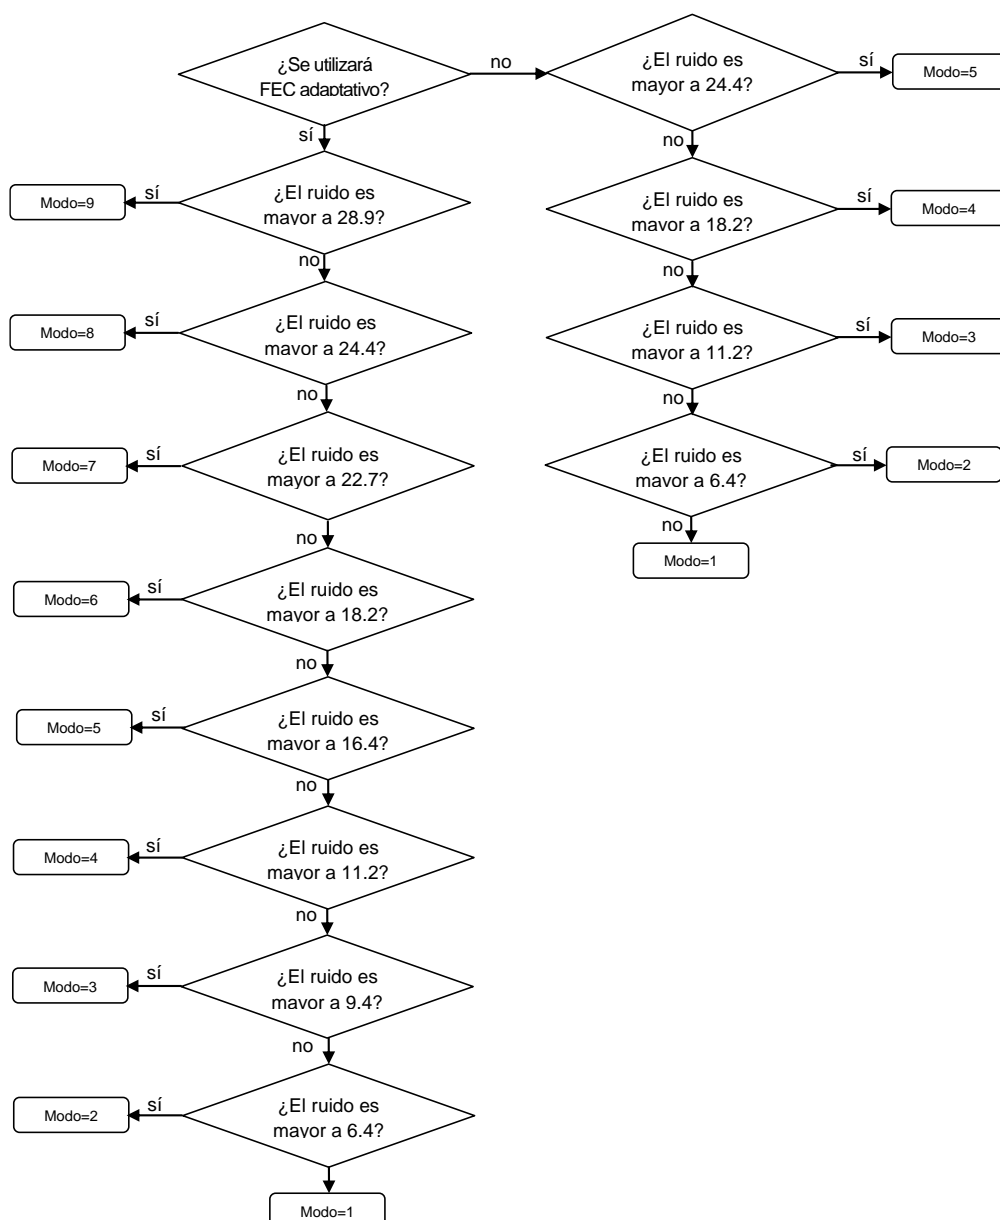 ¿Se utilizará
FEC adaptativo?
no
¿El ruido es
mayor a 24.4?
sí
Modo=5
sí
no
¿El ruido es
mayor a 28.9?
sí
Modo=9
¿El ruido es
mayor a 18.2?
sí
Modo=4
no
no
¿El ruido es
mayor a 24.4?
sí
Modo=8
¿El ruido es
mayor a 11.2?
sí
Modo=3
no
no
¿El ruido es
mayor a 22.7?
sí
Modo=7
¿El ruido es
mayor a 6.4?
sí
Modo=2
no
no
Modo=1
¿El ruido es
mayor a 18.2?
sí
Modo=6
no
¿El ruido es
mayor a 16.4?
sí
Modo=5
no
¿El ruido es
mayor a 11.2?
sí
Modo=4
no
¿El ruido es
mayor a 9.4?
sí
Modo=3
no
¿El ruido es
mayor a 6.4?
sí
Modo=2
Modo=1